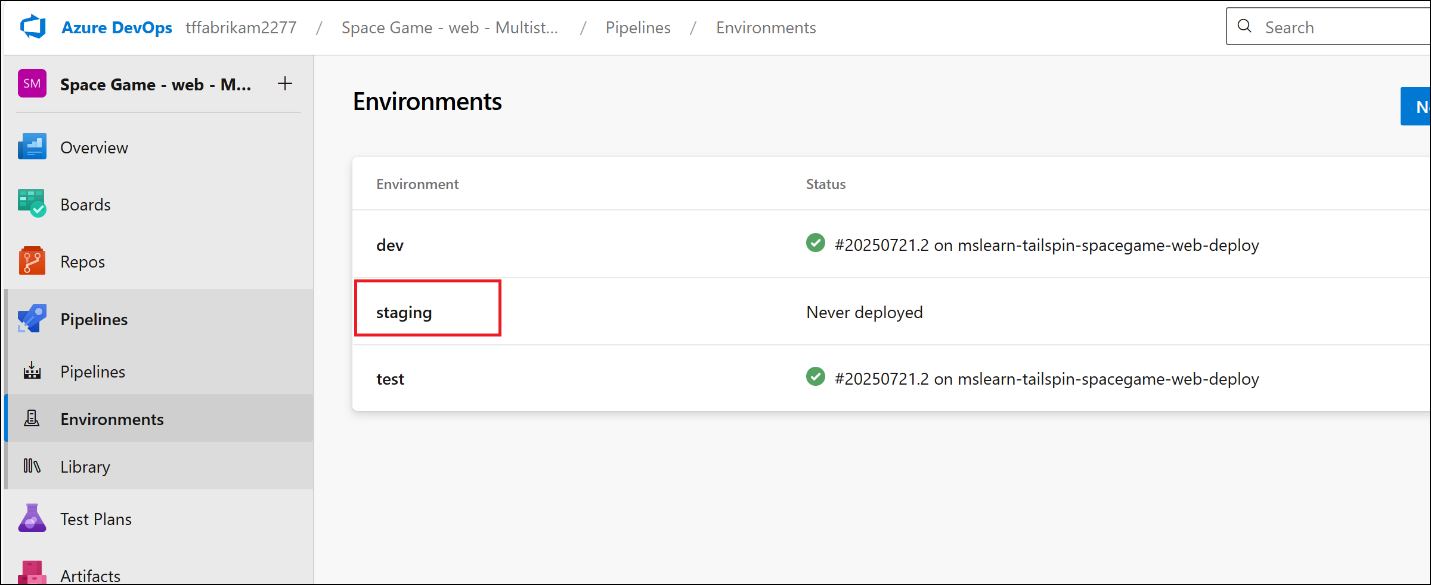 Azure DevOps tffabrikam2277 / Space Game - web - Multist... / Pipelines / Environments Search
SM Space Game - web - M... +
Environments
Overview
Boards
Repos
Pipelines
Pipelines
Environments
Library
Test Plans
Artifacts
Environment Status
dev #20250721.2 on mslearn-tailspin-spacegame-web-deploy
staging Never deployed
test #20250721.2 on mslearn-tailspin-spacegame-web-deploy